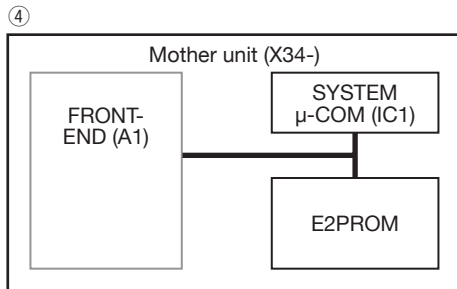 ④
Mother unit (X34-)
FRONT-
END (A1)
SYSTEM
µ-COM (IC1)
E2PROM